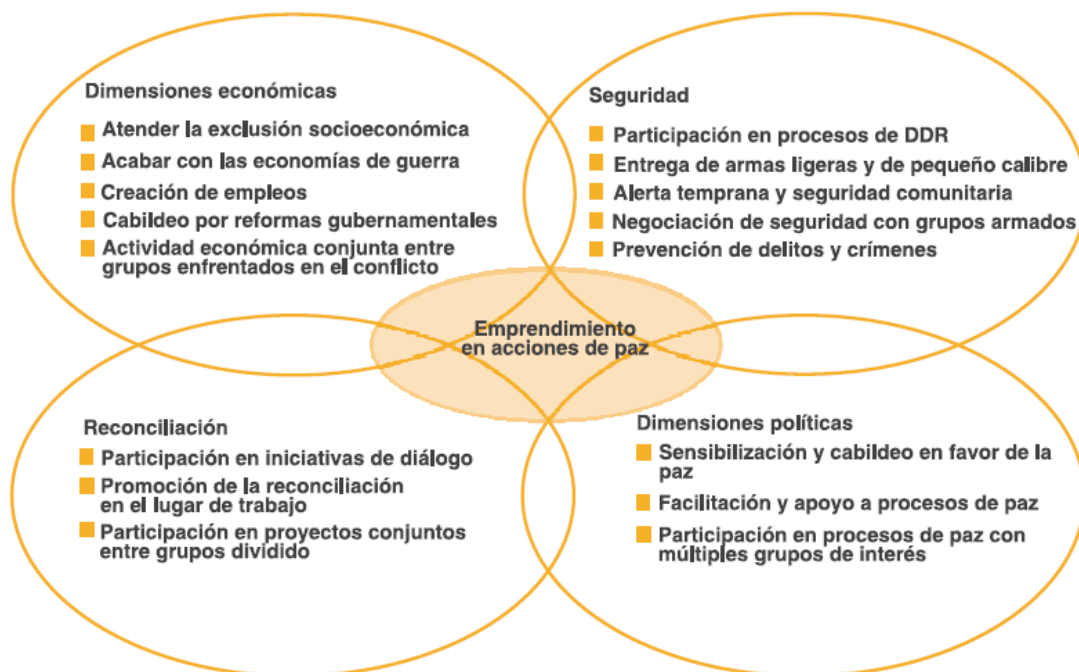 Dimensiones económicas
Atender la exclusión socioeconómica
Acabar con las economías de guerra
Creación de empleos
Cabildeo por reformas gubernamentales
Actividad económica conjunta entre
grupos enfrentados en el conflicto
Seguridad
Participación en procesos de DDR
Entrega de armas ligeras y de pequeño calibre
Alerta temprana y seguridad comunitaria
Negociación de seguridad con grupos armados
Prevención de delitos y crímenes
Emprendimiento
en acciones de paz
Reconciliación
Participación en iniciativas de diálogo
Promoción de la reconciliación
en el lugar de trabajo
Participación en proyectos conjuntos
entre grupos dividido
Dimensiones políticas
Sensibilización y cabildeo en favor de la
paz
Facilitación y apoyo a procesos de paz
Participación en procesos de paz con
múltiples grupos de interés